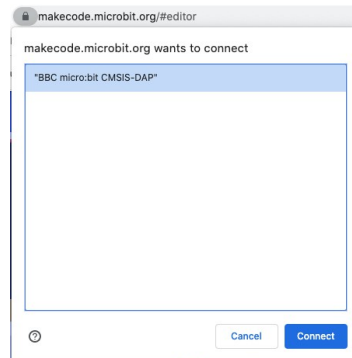 makecode.microbit.org/#editor
makecode.microbit.org wants to connect
"BBC micro:bit CMSIS-DAP"
Cancel
Connect